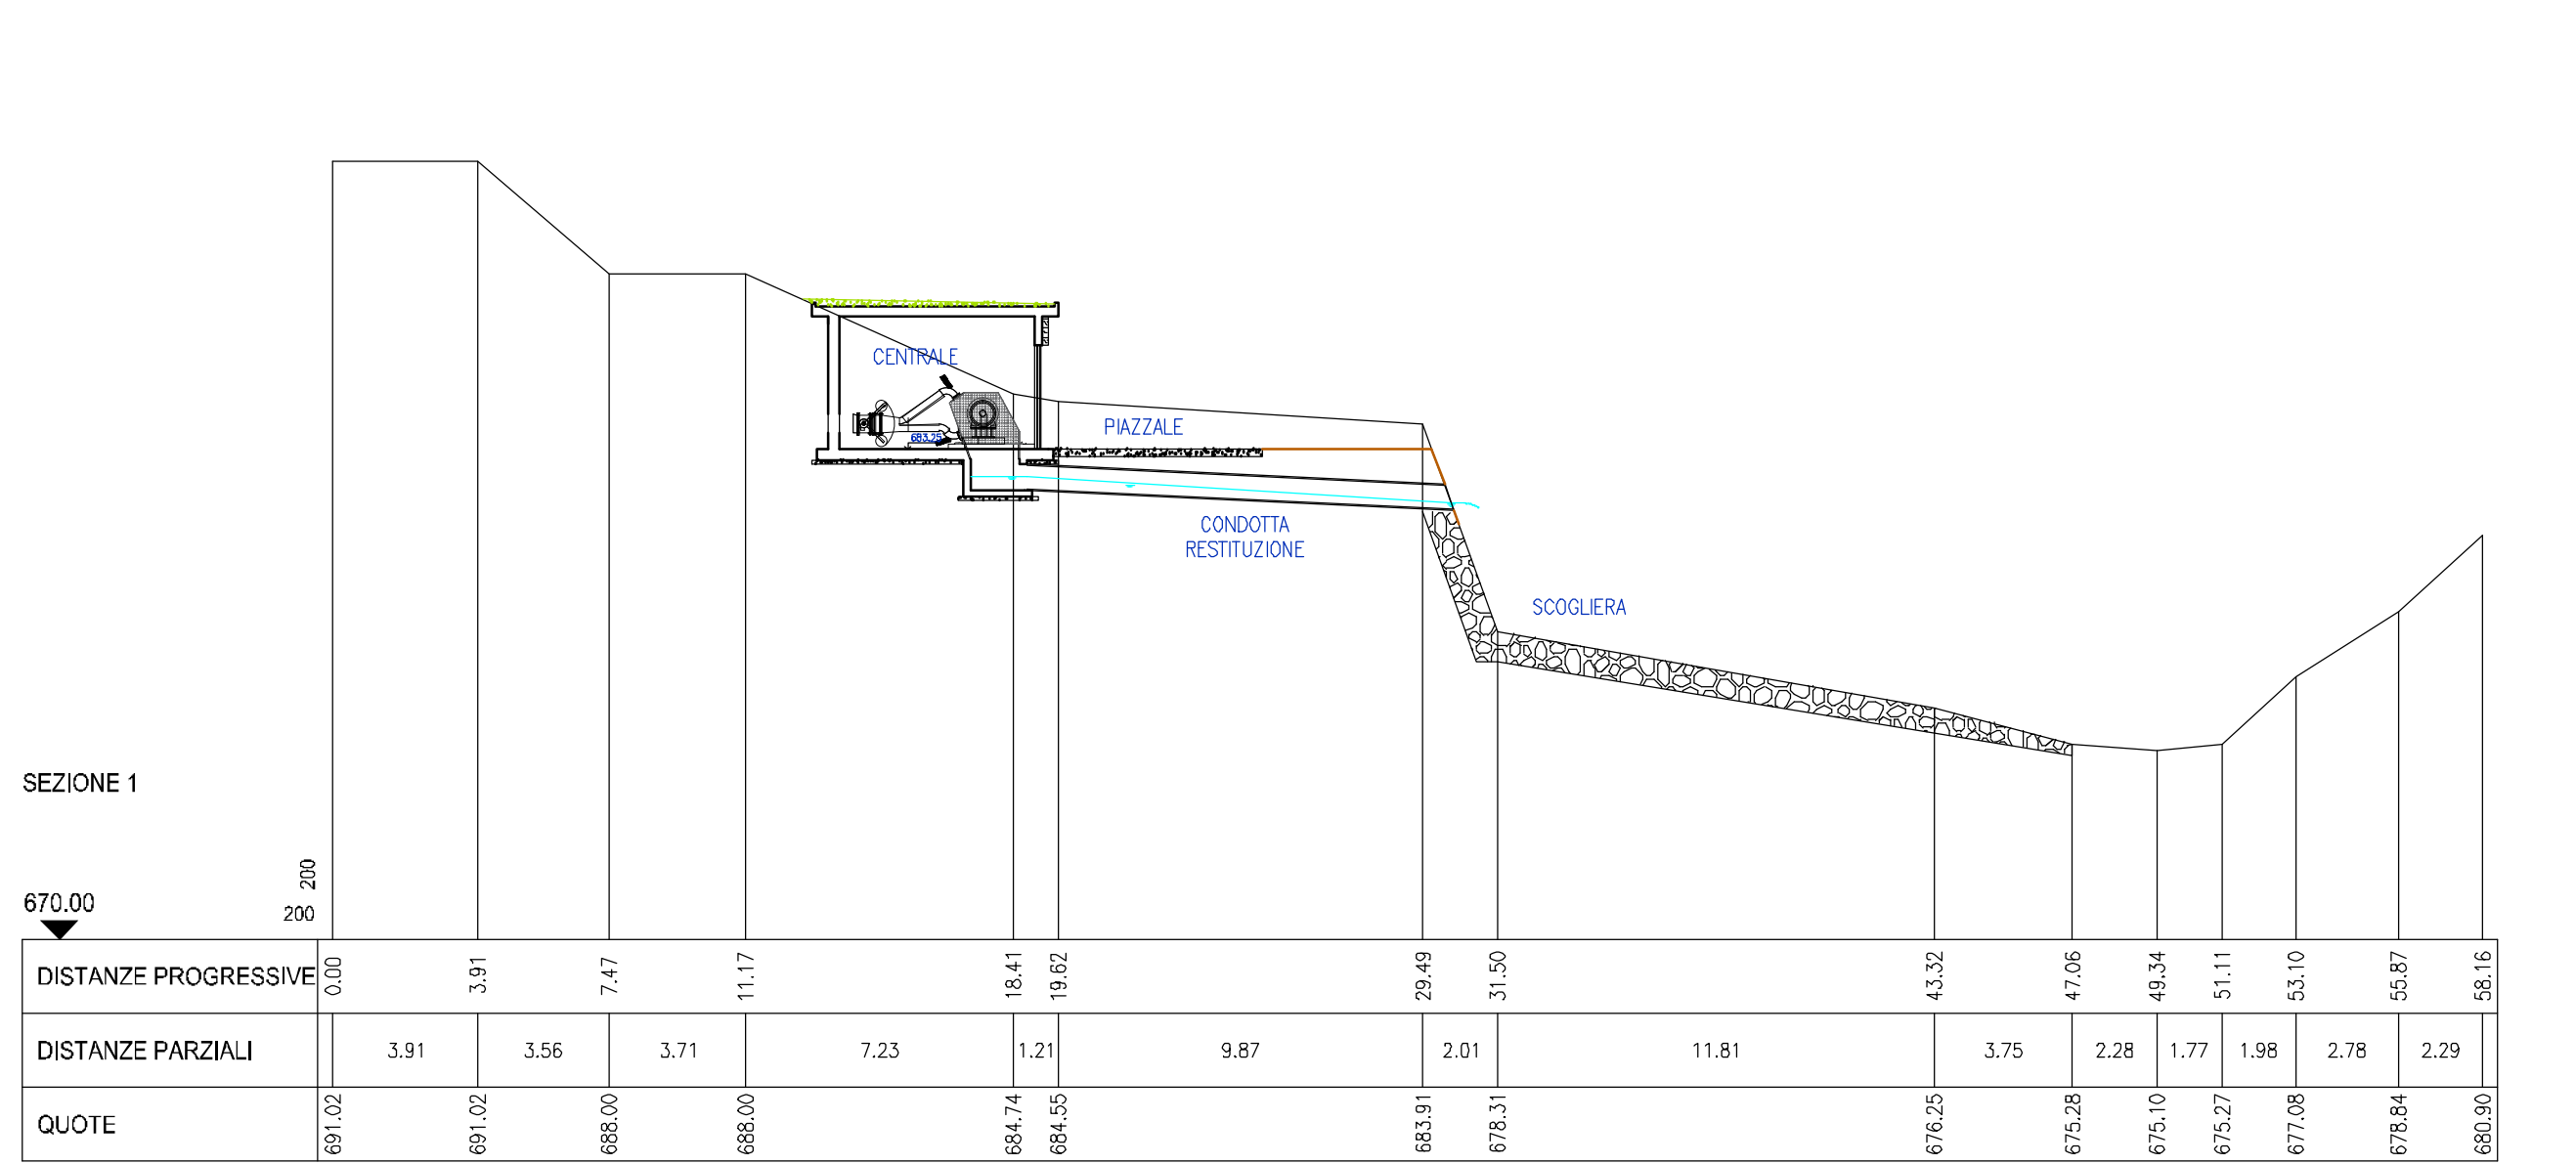 CENTRALE
683.25
PIAZZALE
CONDOTTA
RESTITUZIONE
SCOGLIERA
SEZIONE 1
200
200
670.00
DISTANZE PROGRESSIVE 0.00 3.91 7.47 11.17 18.41 19.62 29.49 31.50 43.32 47.06 49.34 51.11 53.10 55.87 58.16
DISTANZE PARZIALI 3.91 3.56 3.71 7.23 1.21 9.87 2.01 11.81 3.75 2.28 1.77 1.98 2.78 2.29
QUOTE 691.02 691.02 688.00 688.00 684.74 684.55 683.91 678.31 676.25 675.28 675.10 675.27 677.08 678.84 680.90